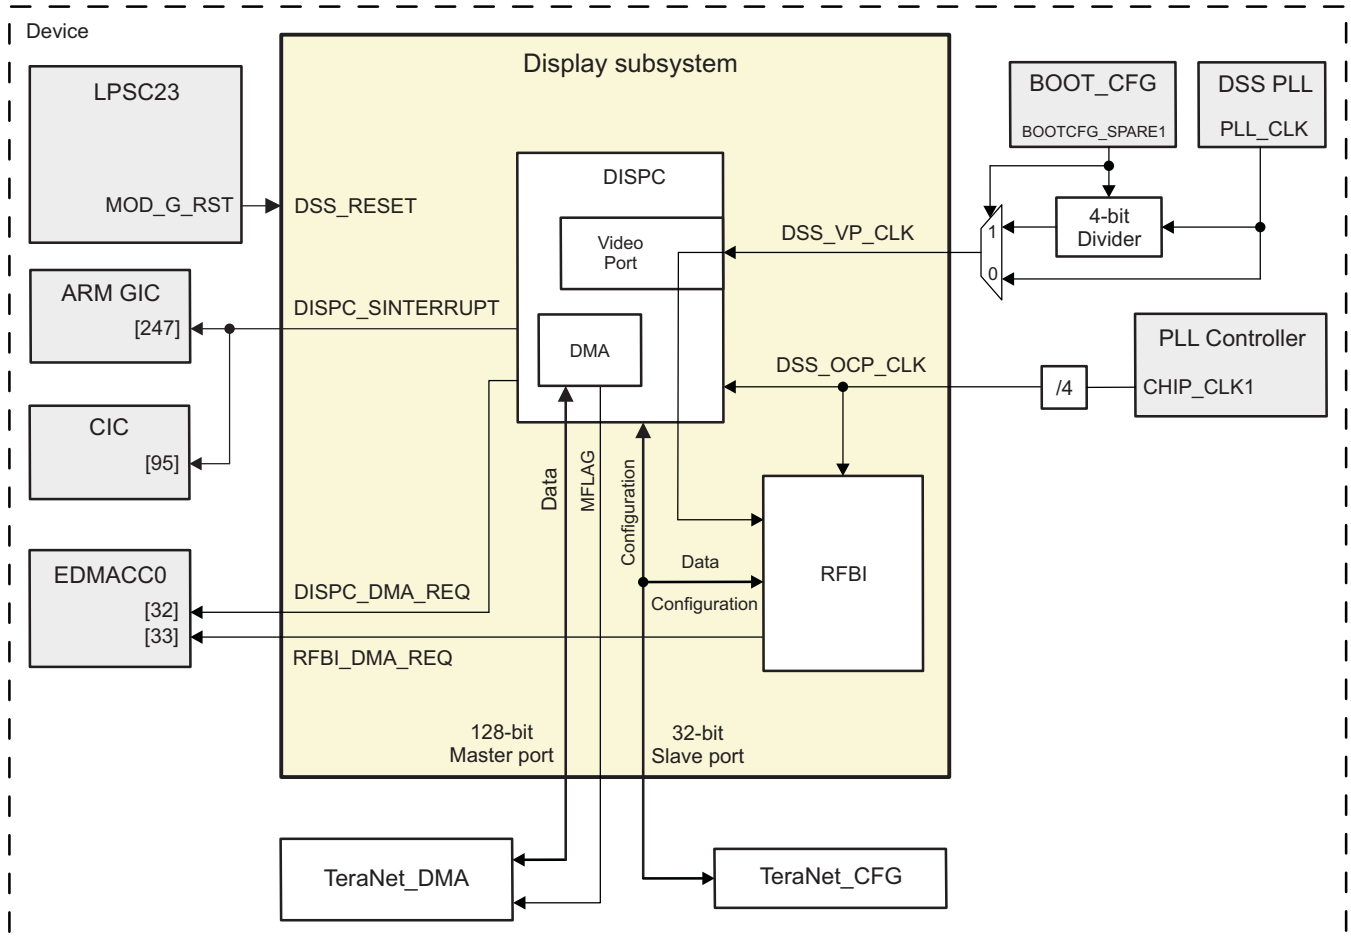 Device
LPSC23
MOD_G_RST
ARM GIC
[247]
CIC
[95]
EDMACC0
[32]
[33]
Display subsystem
DSS_RESET
DISPC_SINTERRUPT
DISPC_DMA_REQ
RFBI_DMA_REQ
DISPC
Video
Port
DMA
Data
MFLAG
Configuration
Data
Configuration
RFBI
DSS_VP_CLK
DSS_OCP_CLK
128-bit
Master port
32-bit
Slave port
BOOT_CFG
BOOTCFG_SPARE1
DSS PLL
PLL_CLK
4-bit
Divider
1
0
PLL Controller
CHIP_CLK1
/4
TeraNet_DMA
TeraNet_CFG